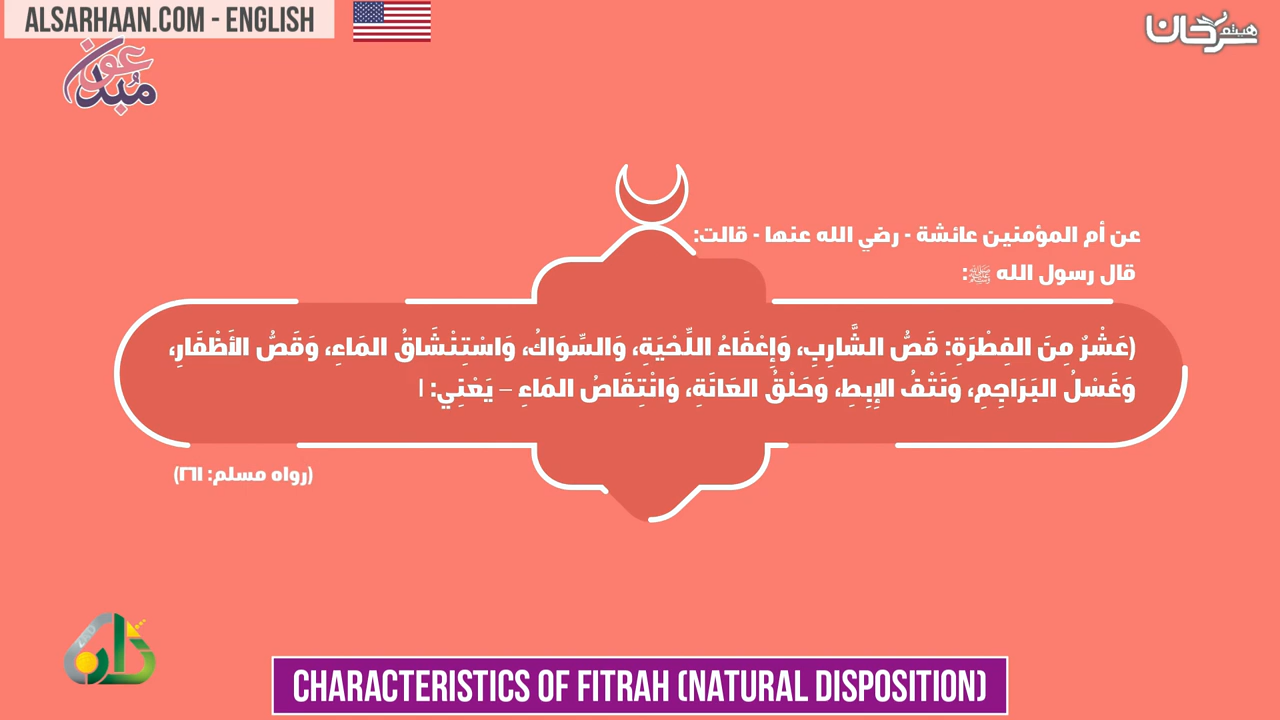 ALSARHAAN.COM - ENGLISH
هيثم سرحان
عن أم المؤمنين عائشة - رضي الله عنها - قالت:
قال رسول الله ﷺ:
(عَشْرٌ مِنَ الفِطْرَةِ: قَصُّ الشَّارِبِ، وَإِعْفَاءُ اللِّحْيَةِ، وَالسِّوَاكُ، وَاسْتِنْشَاقُ المَاءِ، وَقَصُّ الأَظْفَارِ،
وَغَسْلُ البَرَاجِمِ، وَنَتْفُ الإِبِطِ، وَحَلْقُ العَانَةِ، وَانْتِقَاصُ المَاءِ – يَعْنِي: ا
(رواه مسلم: ٢٦١)
CHARACTERISTICS OF FITRAH (NATURAL DISPOSITION)